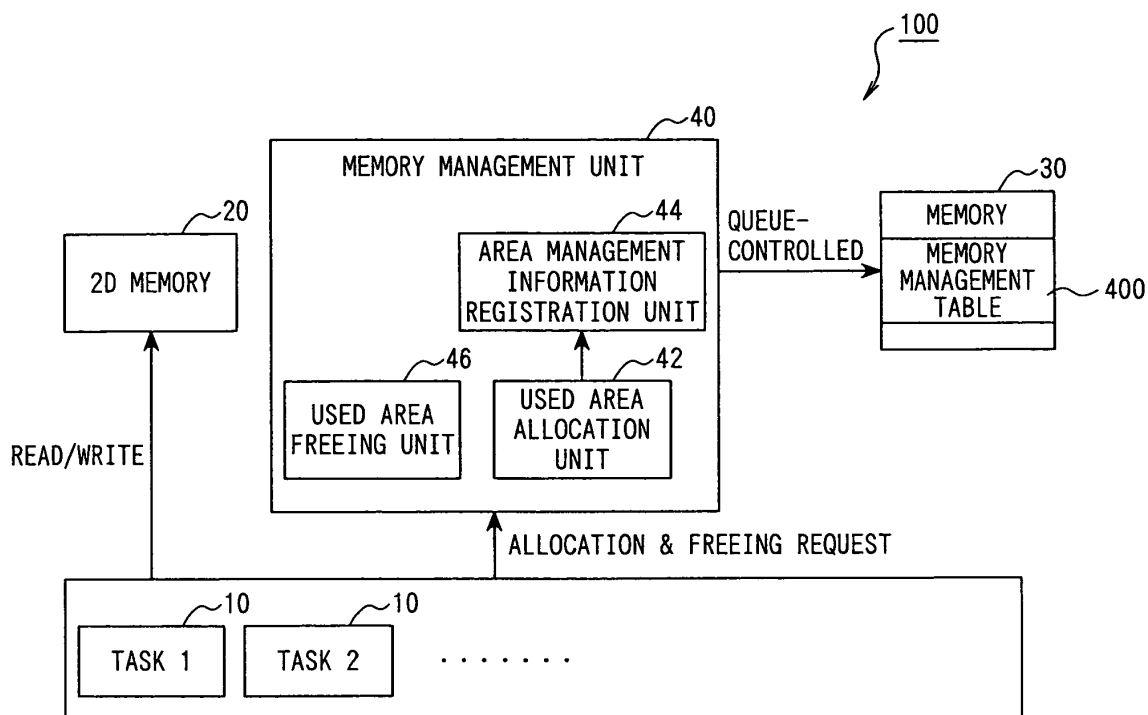 100
40
MEMORY MANAGEMENT UNIT
20
2D MEMORY
44
AREA MANAGEMENT
INFORMATION
REGISTRATION UNIT
QUEUE-
CONTROLLED
30
MEMORY
MEMORY
MANAGEMENT
TABLE
400
46
USED AREA
FREEING UNIT
42
USED AREA
ALLOCATION
UNIT
READ/WRITE
ALLOCATION & FREEING REQUEST
10
TASK 1
10
TASK 2
.......